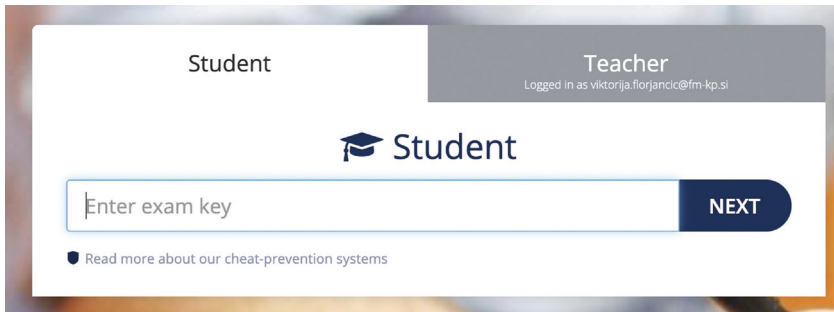 Student
Teacher
Logged in as viktorija.florjancic@fm-kp.si
Student
Enter exam key
NEXT
Read more about our cheat-prevention systems